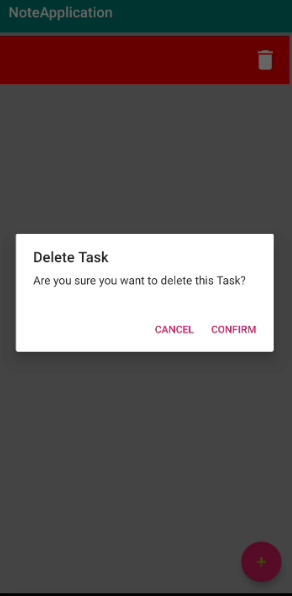 NoteApplication
Delete Task
Are you sure you want to delete this Task?
CANCEL CONFIRM